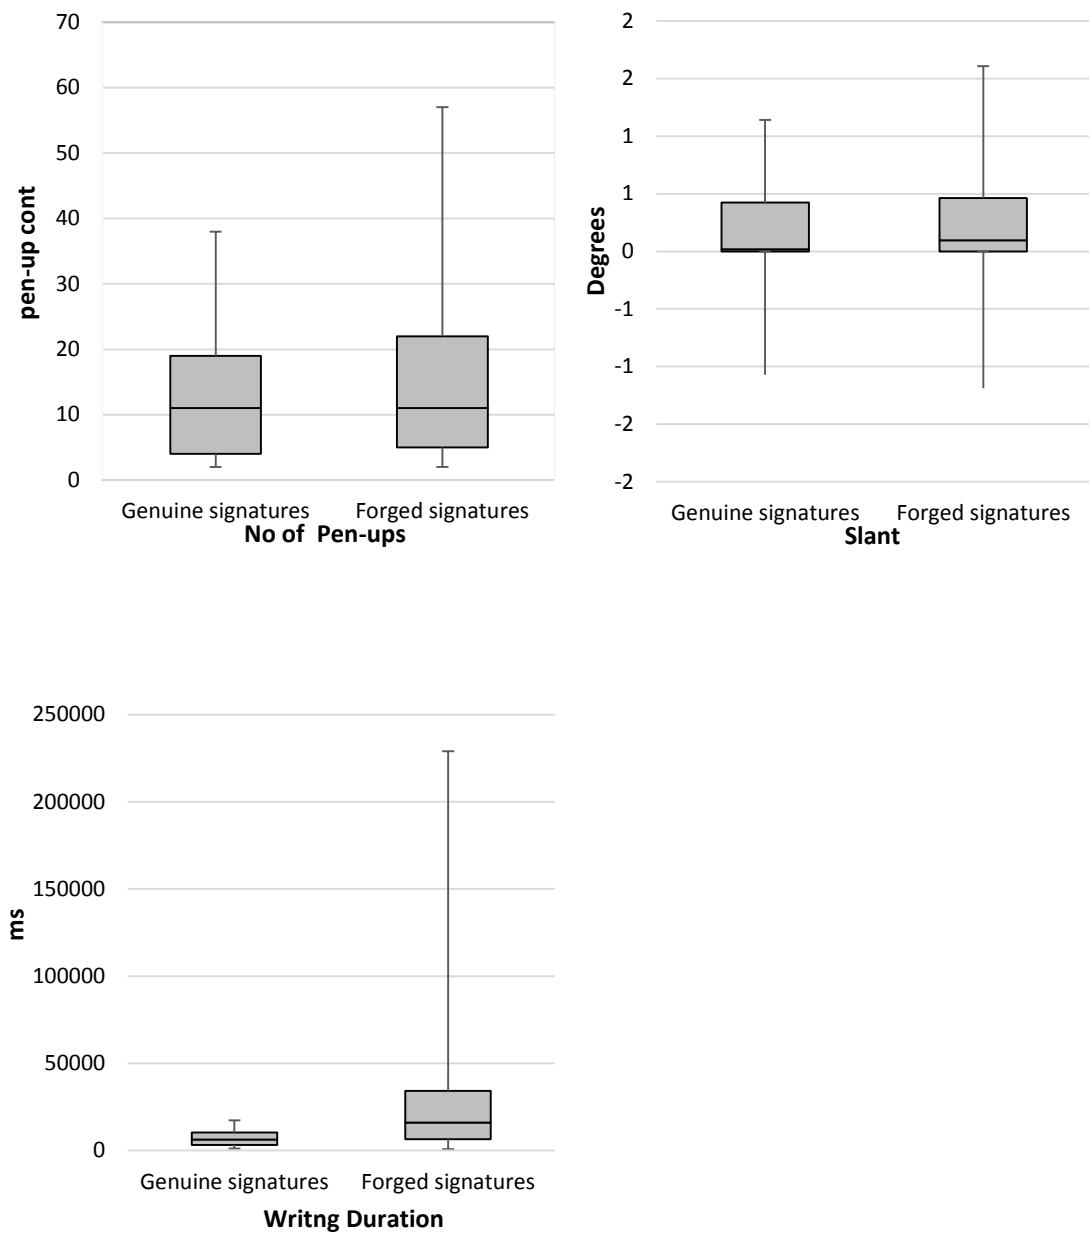 70
60
50
40
30
20
10
0
pen-up cont
Genuine signatures Forged signatures
No of Pen-ups
2
2
1
1
0
-1
-1
-2
-2
Degrees
Genuine signatures Forged signatures
Slant
250000
200000
150000
100000
50000
0
ms
Genuine signatures Forged signatures
Writng Duration